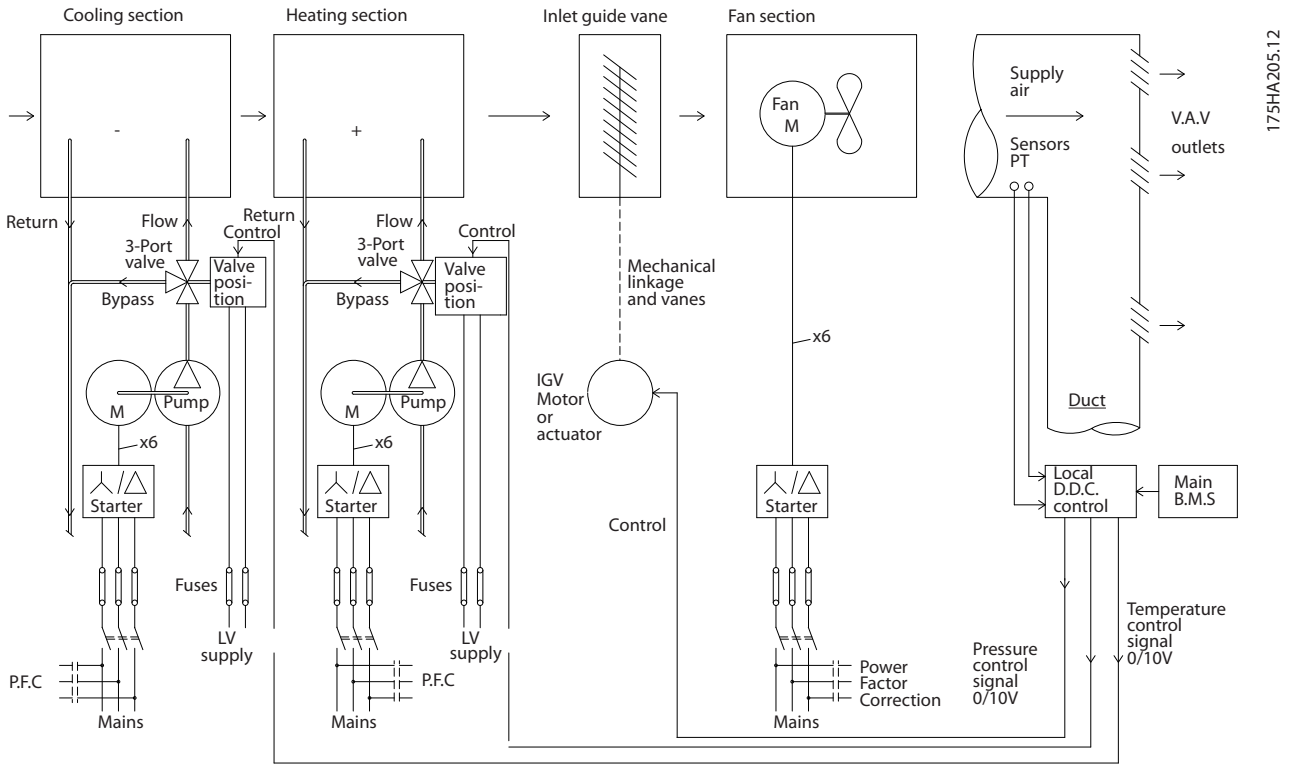 Cooling section
Heating section
Inlet guide vane
Fan section
175HA205.12
-
+
Fan
M
Supply
air
Sensors
PT
V.A.V
outlets
Return
Flow
3-Port
valve
Bypass
Control
Valve
posi-
tion
Return
Flow
3-Port
valve
Bypass
Control
Valve
posi-
tion
Mechanical
linkage
and vanes
x6
M
Pump
x6
M
Pump
x6
IGV
Motor
or
actuator
Duct
Starter
Starter
Starter
Local
D.D.C.
control
Main
B.M.S
Control
Fuses
Fuses
LV
supply
LV
supply
P.F.C
Mains
P.F.C
Mains
Power
Factor
Correction
Mains
Pressure
control
signal
0/10V
Temperature
control
signal
0/10V